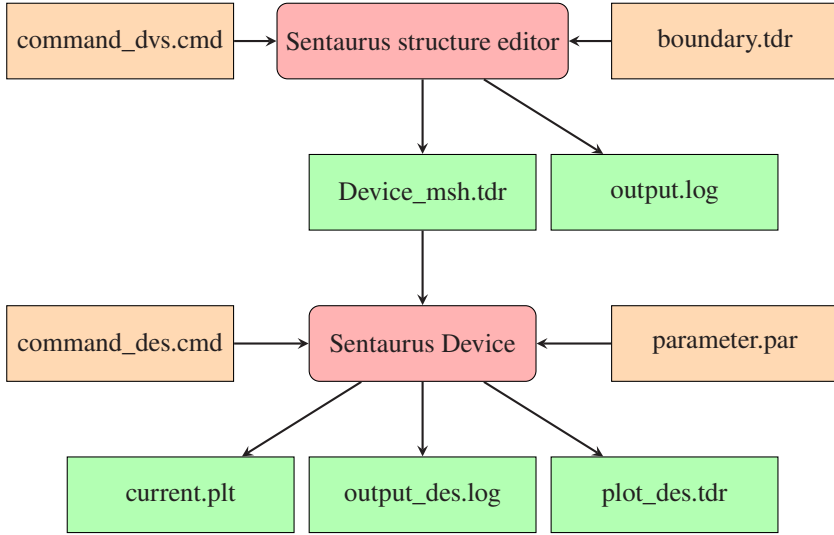 command_dvs.cmd
Sentaurus structure editor
boundary.tdr
Device_msh.tdr
output.log
command_des.cmd
Sentaurus Device
parameter.par
current.plt
output_des.log
plot_des.tdr